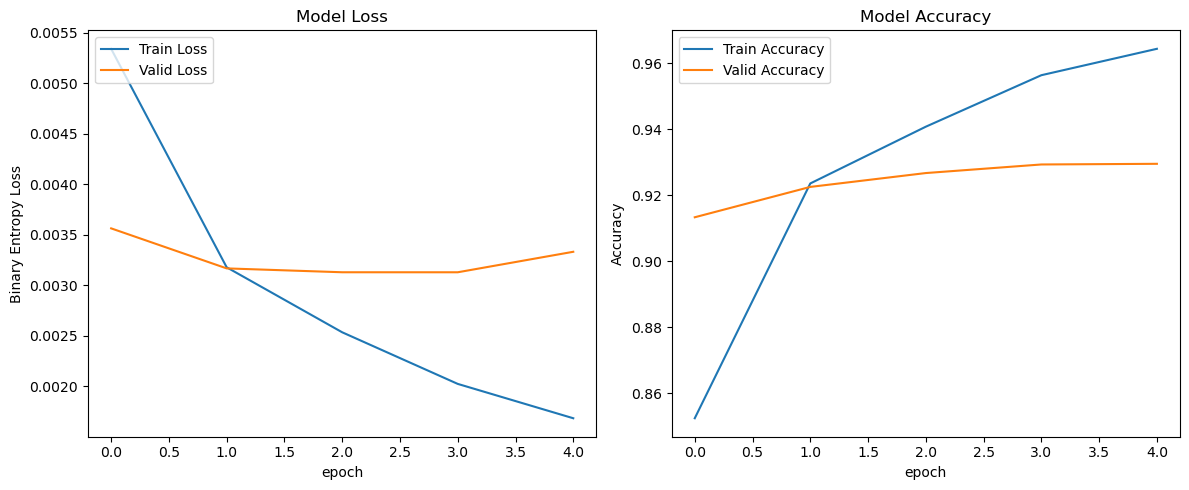 Model Loss
Train Loss
Valid Loss
Binary Entropy Loss
0.0055
0.0050
0.0045
0.0040
0.0035
0.0030
0.0025
0.0020
0.0 0.5 1.0 1.5 2.0 2.5 3.0 3.5 4.0
epoch
Model Accuracy
Train Accuracy
Valid Accuracy
Accuracy
0.96
0.94
0.92
0.90
0.88
0.86
0.0 0.5 1.0 1.5 2.0 2.5 3.0 3.5 4.0
epoch